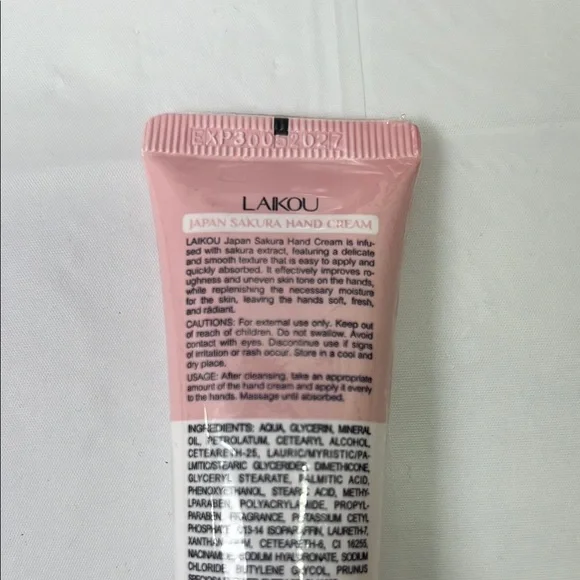 LAIKOU
JAPAN SAKURA HAND CREAM
LAIKOU Japan Sakura Hand Cream is infu-
sed with sakura extract, featuring a delicate
and smooth texture that is easy to apply and
quickly absorbed. It effectively improves ro-
ughness and uneven skin tone on the hands,
while replenishing the necessary moisture
for the skin, leaving the hands soft, fresh,
and radiant.
CAUTIONS: For external use only. Keep out
of reach of children. Do not swallow. Avoid
contact with eyes. Discontinue use if signs
of irritation or rash occur. Store in a cool and
dry place.
USAGE: After cleansing, take an appropriate
amount of the hand cream and apply it evenly
to the hands. Massage until absorbed.
INGREDIENTS: AQUA, GLYCERIN, MINERAL
OIL, PETROLATUM, CETEARYL ALCOHOL,
CETEARETH-25, LAURIC/MYRISTIC/PA-
LMITIC/STEARIC GLYCERIDES, DIMETHICONE,
GLYCERYL STEARATE, PALMITIC ACID,
PHENOXYETHANOL, STEARIC ACID, METHY-
LPARABEN, POLYACRYLAMIDE, PROPYL-
PARABEN, FRAGRANCE, POTASSIUM CETYL
PHOSPHATE, C13-14 ISOPARAFFIN, LAURETH-7,
XANTHAN GUM, CETEARETH-6, CI 16255,
NIACINAMIDE, SODIUM HYALURONATE, SODIUM
CHLORIDE, BUTYLENE GLYCOL, PRUNUS